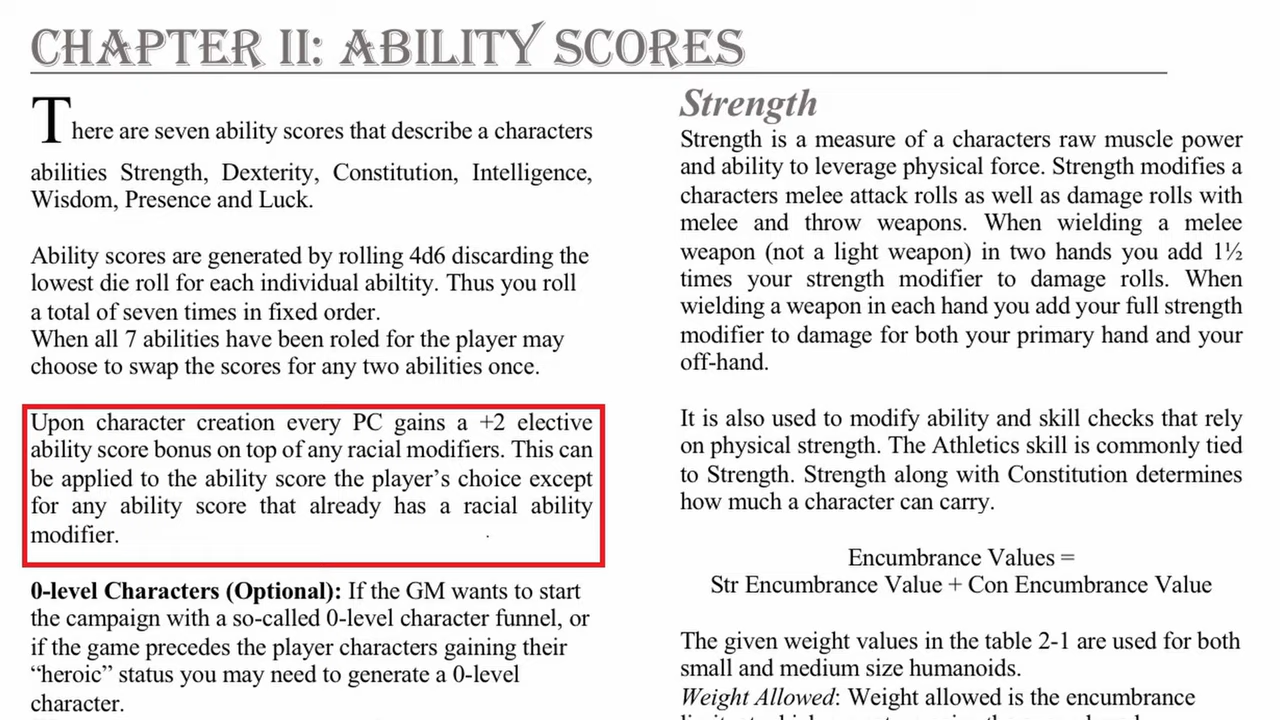 CHAPTER II: ABILITY SCORES
There are seven ability scores that describe a characters
abilities Strength, Dexterity, Constitution, Intelligence,
Wisdom, Presence and Luck.
Ability scores are generated by rolling 4d6 discarding the
lowest die roll for each individual abiltity. Thus you roll
a total of seven times in fixed order.
When all 7 abilities have been roled for the player may
choose to swap the scores for any two abilities once.
Upon character creation every PC gains a +2 elective
ability score bonus on top of any racial modifiers. This can
be applied to the ability score the player’s choice except
for any ability score that already has a racial ability
modifier.
0-level Characters (Optional): If the GM wants to start
the campaign with a so-called 0-level character funnel, or
if the game precedes the player characters gaining their
“heroic” status you may need to generate a 0-level
character.
Strength
Strength is a measure of a characters raw muscle power
and ability to leverage physical force. Strength modifies a
characters melee attack rolls as well as damage rolls with
melee and throw weapons. When wielding a melee
weapon (not a light weapon) in two hands you add 1½
times your strength modifier to damage rolls. When
wielding a weapon in each hand you add your full strength
modifier to damage for both your primary hand and your
off-hand.
It is also used to modify ability and skill checks that rely
on physical strength. The Athletics skill is commonly tied
to Strength. Strength along with Constitution determines
how much a character can carry.
Encumbrance Values =
Str Encumbrance Value + Con Encumbrance Value
The given weight values in the table 2-1 are used for both
small and medium size humanoids.
Weight Allowed: Weight allowed is the encumbrance